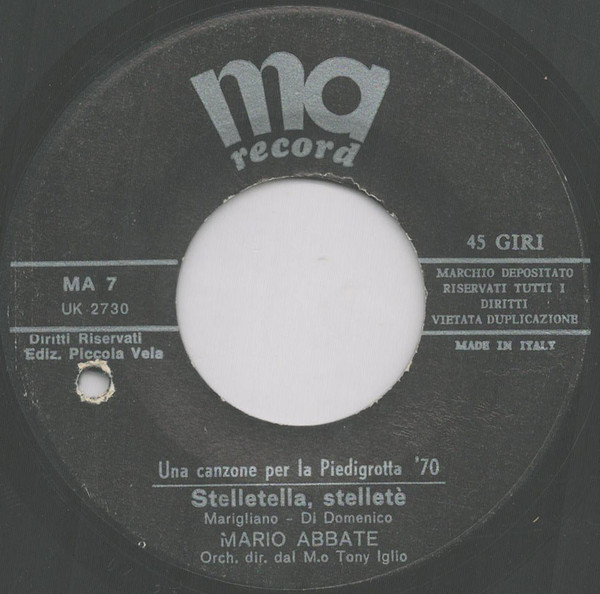 ma
record
45 GIRI
MA 7
UK 2730
MARCHIO DEPOSITATO
RISERVATI TUTTI I
DIRITTI
VIETATA DUPLICAZIONE
Diritti Riservati
Ediz. Piccola Vela
MADE IN ITALY
Una canzone per la Piedigrotta '70
Stelletella, stelletè
Marigliano - Di Domenico
MARIO ABBATE
Orch. dir. dal M.o Tony Iglio